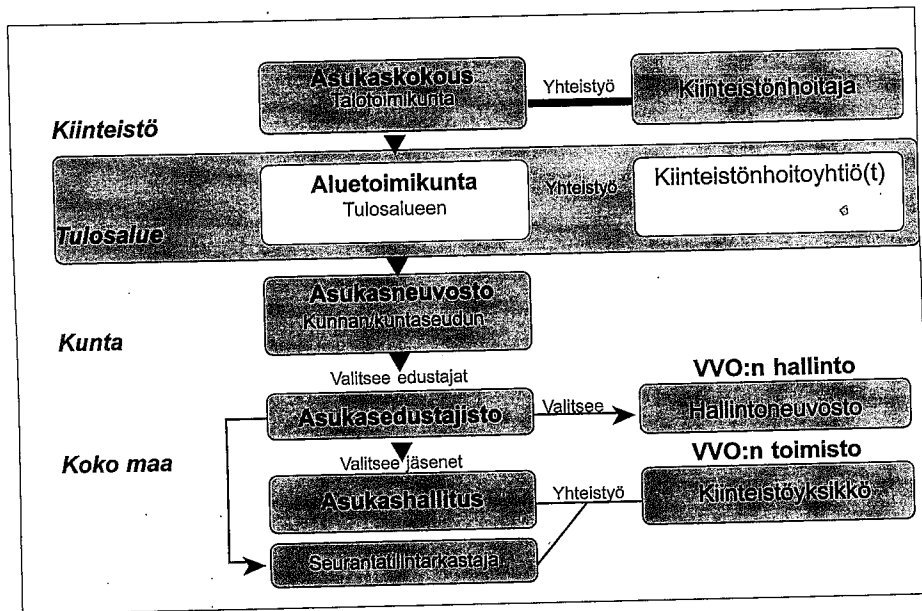 Asukaskokous
Talotoimikunta
Yhteistyö
Kiinteistönhoitaja
Kiinteistö
Aluetoimikunta
Tulosalueen
Yhteistyö
Kiinteistönhoitoyhtiö(t)
Tulosalue
Asukasneuvosto
Kunnan/kuntaseudun
Kunta
Valitsee edustajat
VVO:n hallinto
Asukasedustajisto
Valitsee
Hallintoneuvosto
Koko maa
Valitsee jäsenet
VVO:n toimisto
Asukashallitus
Yhteistyö
Kiinteistöyksikkö
Seurantatilintarkastaja